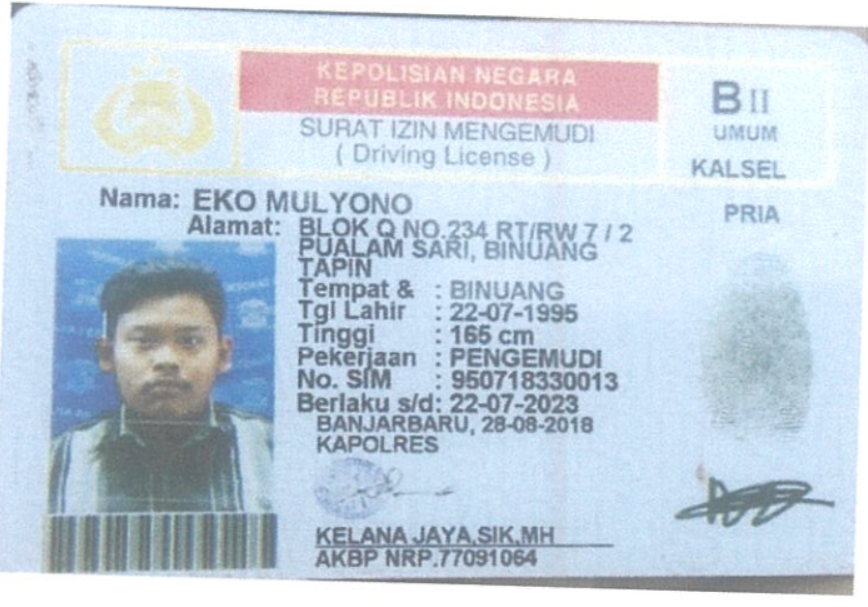 KEPOLISIAN NEGARA
REPUBLIK INDONESIA
SURAT IZIN MENGEMUDI
( Driving License )
B II
UMUM
KALSEL
PRIA
Nama: EKO MULYONO
Alamat: BLOK Q NO.234 RT/RW 7 / 2
PUALAM SARI, BINUANG
TAPIN
Tempat & : BINUANG
Tgl Lahir : 22-07-1995
Tinggi : 165 cm
Pekerjaan : PENGEMUDI
No. SIM : 950718330013
Berlaku s/d: 22-07-2023
BANJARBARU, 28-08-2018
KAPOLRES
KELANA JAYA,SIK,MH
AKBP NRP.77091064